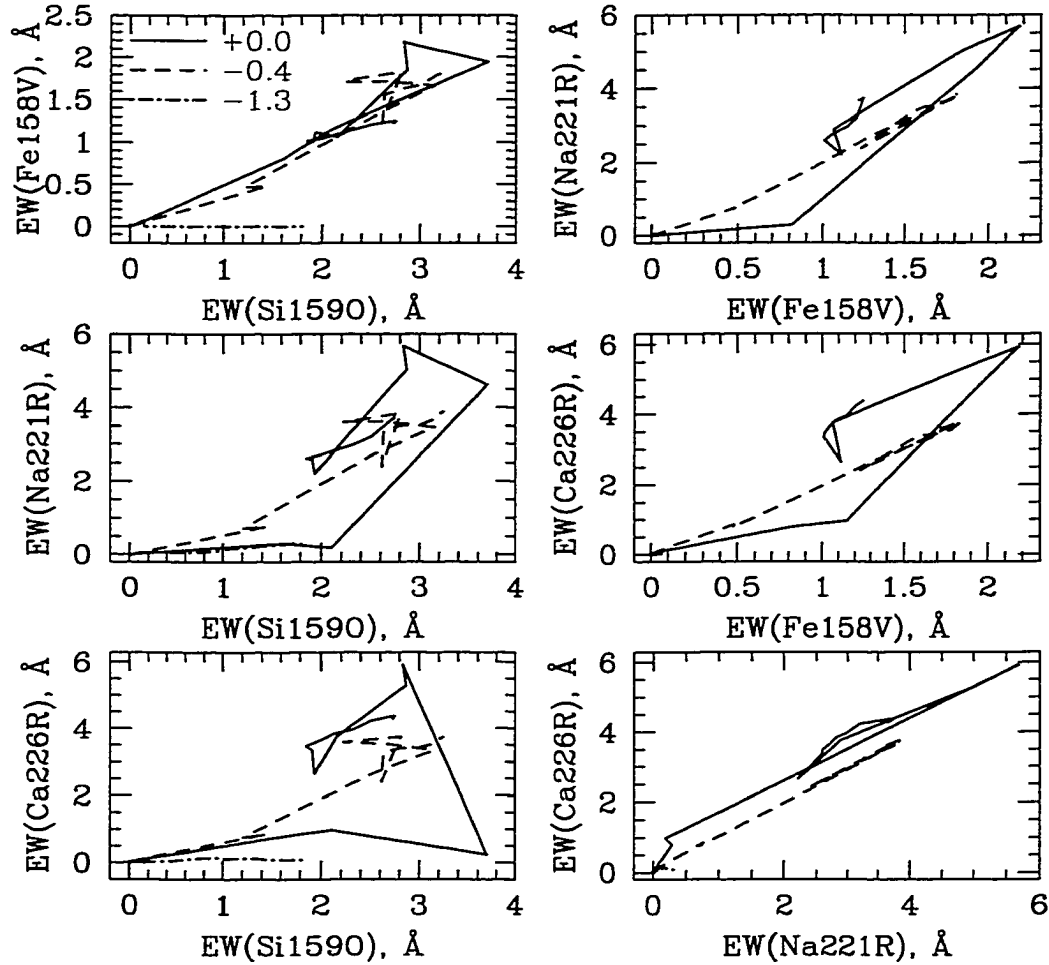 2.5
2
1.5
1
0.5
0
EW(Fe158V), Å
+0.0
-0.4
-1.3
0 1 2 3 4
EW(Si159O), Å
6
4
2
0
EW(Na221R), Å
0 0.5 1 1.5 2
EW(Fe158V), Å
6
4
2
0
EW(Na221R), Å
0 1 2 3 4
EW(Si159O), Å
6
4
2
0
EW(Ca226R), Å
0 0.5 1 1.5 2
EW(Fe158V), Å
6
4
2
0
EW(Ca226R), Å
0 1 2 3 4
EW(Si159O), Å
6
4
2
0
EW(Ca226R), Å
0 2 4 6
EW(Na221R), Å